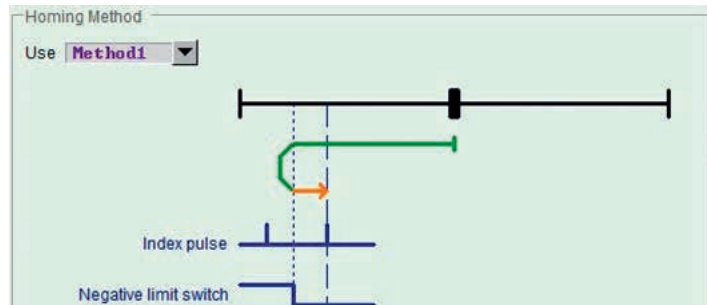 Homing Method
Use Method1
Index pulse
Negative limit switch